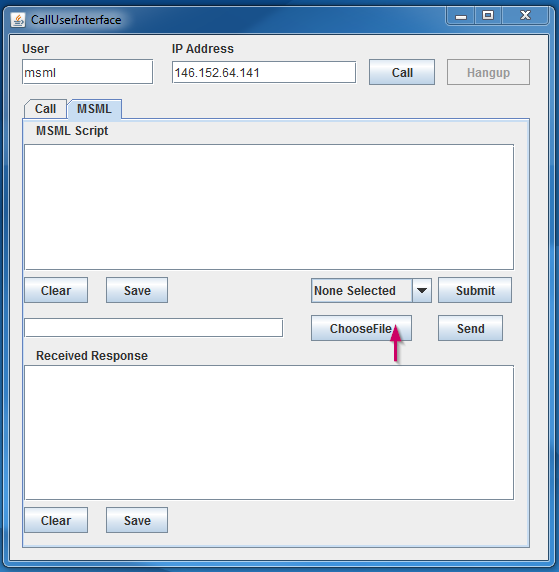 CallUserInterface
User IP Address
msml 146.152.64.141 Call Hangup
Call MSML
MSML Script
Clear Save None Selected Submit
ChooseFile Send
Received Response
Clear Save